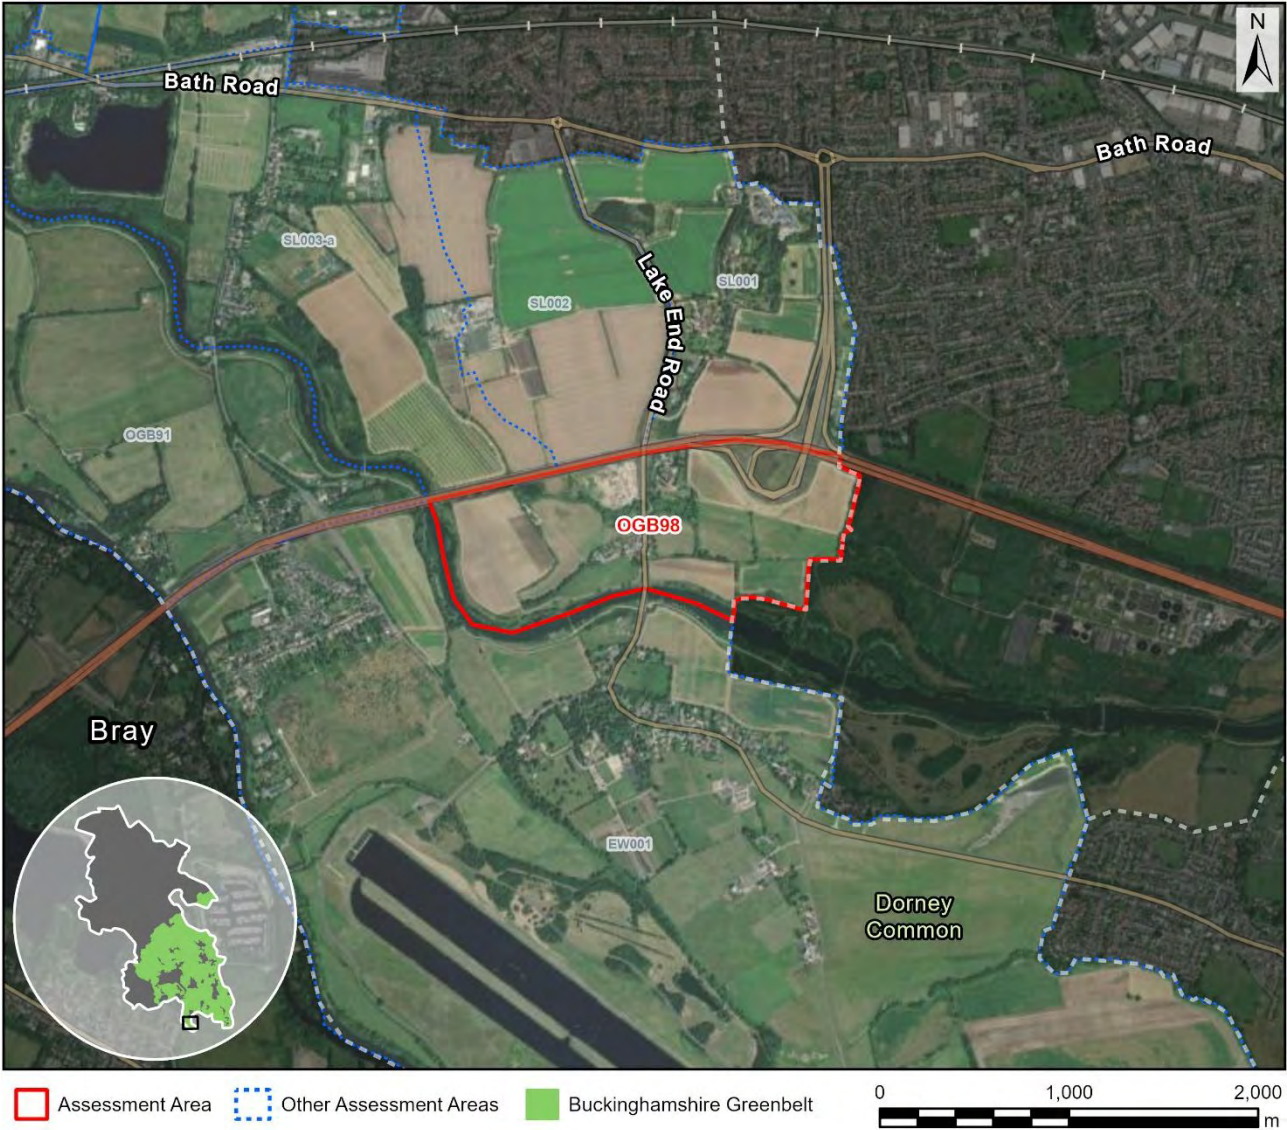 N
Bath Road
Bath Road
SL003-a
Lake End Road
SL001
SL002
OGB91
OGB98
Bray
EW001
Dorney
Common
Assessment Area
Other Assessment Areas
Buckinghamshire Greenbelt
0 1,000 2,000
m